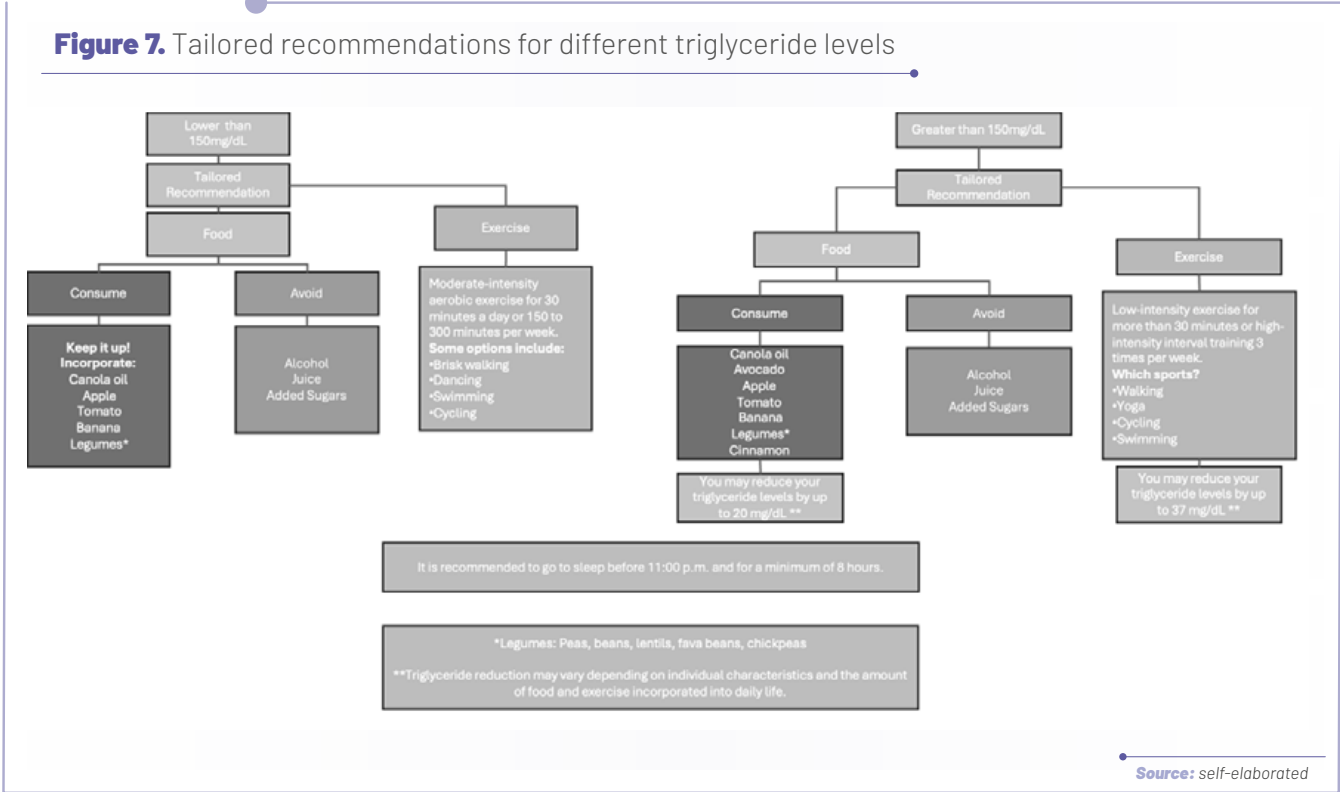 Figure 7. Tailored recommendations for different triglyceride levels
Lower than
150mg/dL
Tailored
Recommendation
Food
Exercise
Consume
Avoid
Keep it up!
Incorporate:
Canola oil
Apple
Tomato
Banana
Legumes*
Alcohol
Juice
Added Sugars
Moderate-intensity
aerobic exercise for 30
minutes a day or 150 to
300 minutes per week.
Some options include:
•Brisk walking
•Dancing
•Swimming
•Cycling
Greater than 150mg/dL
Tailored
Recommendation
Food
Exercise
Consume
Avoid
Canola oil
Avocado
Apple
Tomato
Banana
Legumes*
Cinnamon
You may reduce your
triglyceride levels by up
to 20 mg/dL **
Alcohol
Juice
Added Sugars
Low-intensity exercise for
more than 30 minutes or high-
intensity interval training 3
times per week.
Which sports?
•Walking
•Yoga
•Cycling
•Swimming
You may reduce your
triglyceride levels by up
to 37 mg/dL **
It is recommended to go to sleep before 11:00 p.m. and for a minimum of 8 hours.
*Legumes: Peas, beans, lentils, fava beans, chickpeas
**Triglyceride reduction may vary depending on individual characteristics and the amount
of food and exercise incorporated into daily life.
Source: self-elaborated